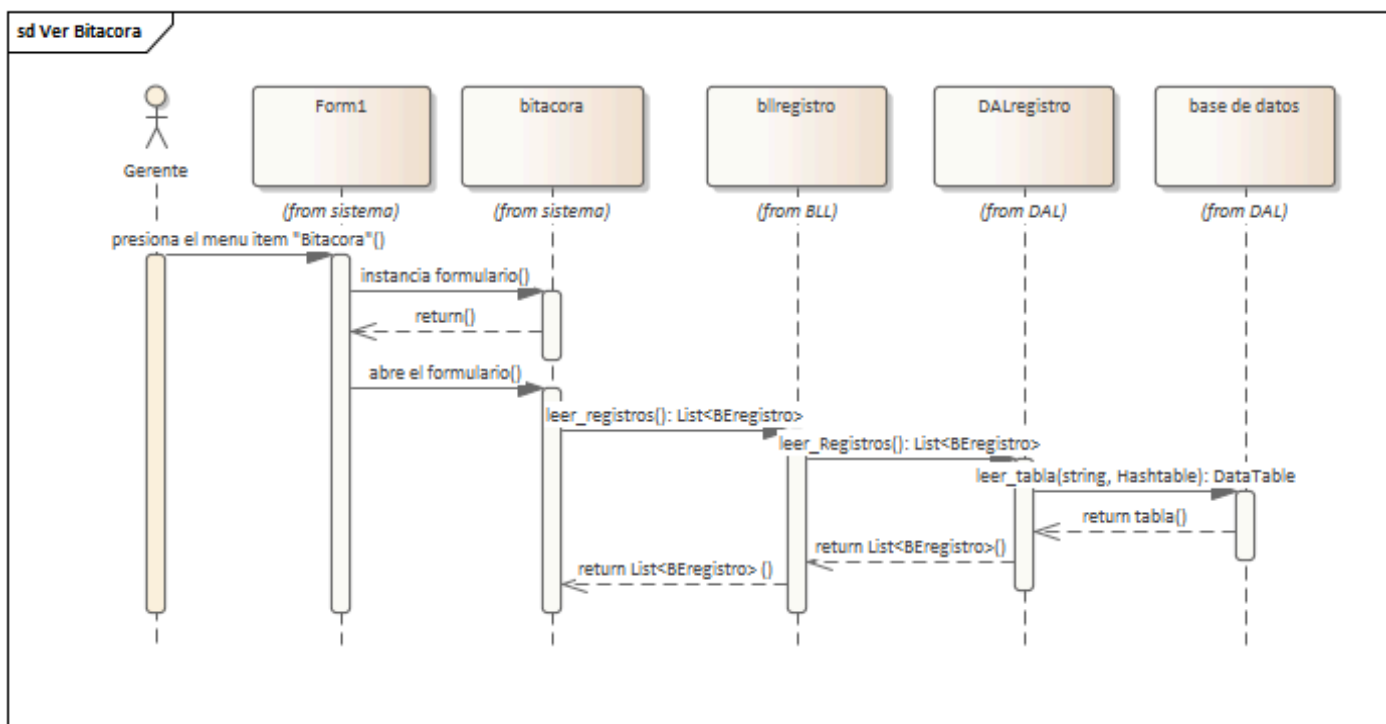 sd Ver Bitacora
Form1
bitacora
bllregistro
DALregistro
base de datos
Gerente
(from sistema)
(from sistema)
(from BLL)
(from DAL)
(from DAL)
presiona el menu item "Bitacora"()
instancia formulario()
return()
abre el formulario()
leer_registros(): List<BEregistro>
leer_Registros(): List<BEregistro>
leer_tabla(string, Hashtable): DataTable
return tabla()
return List<BEregistro>()
return List<BEregistro> ()